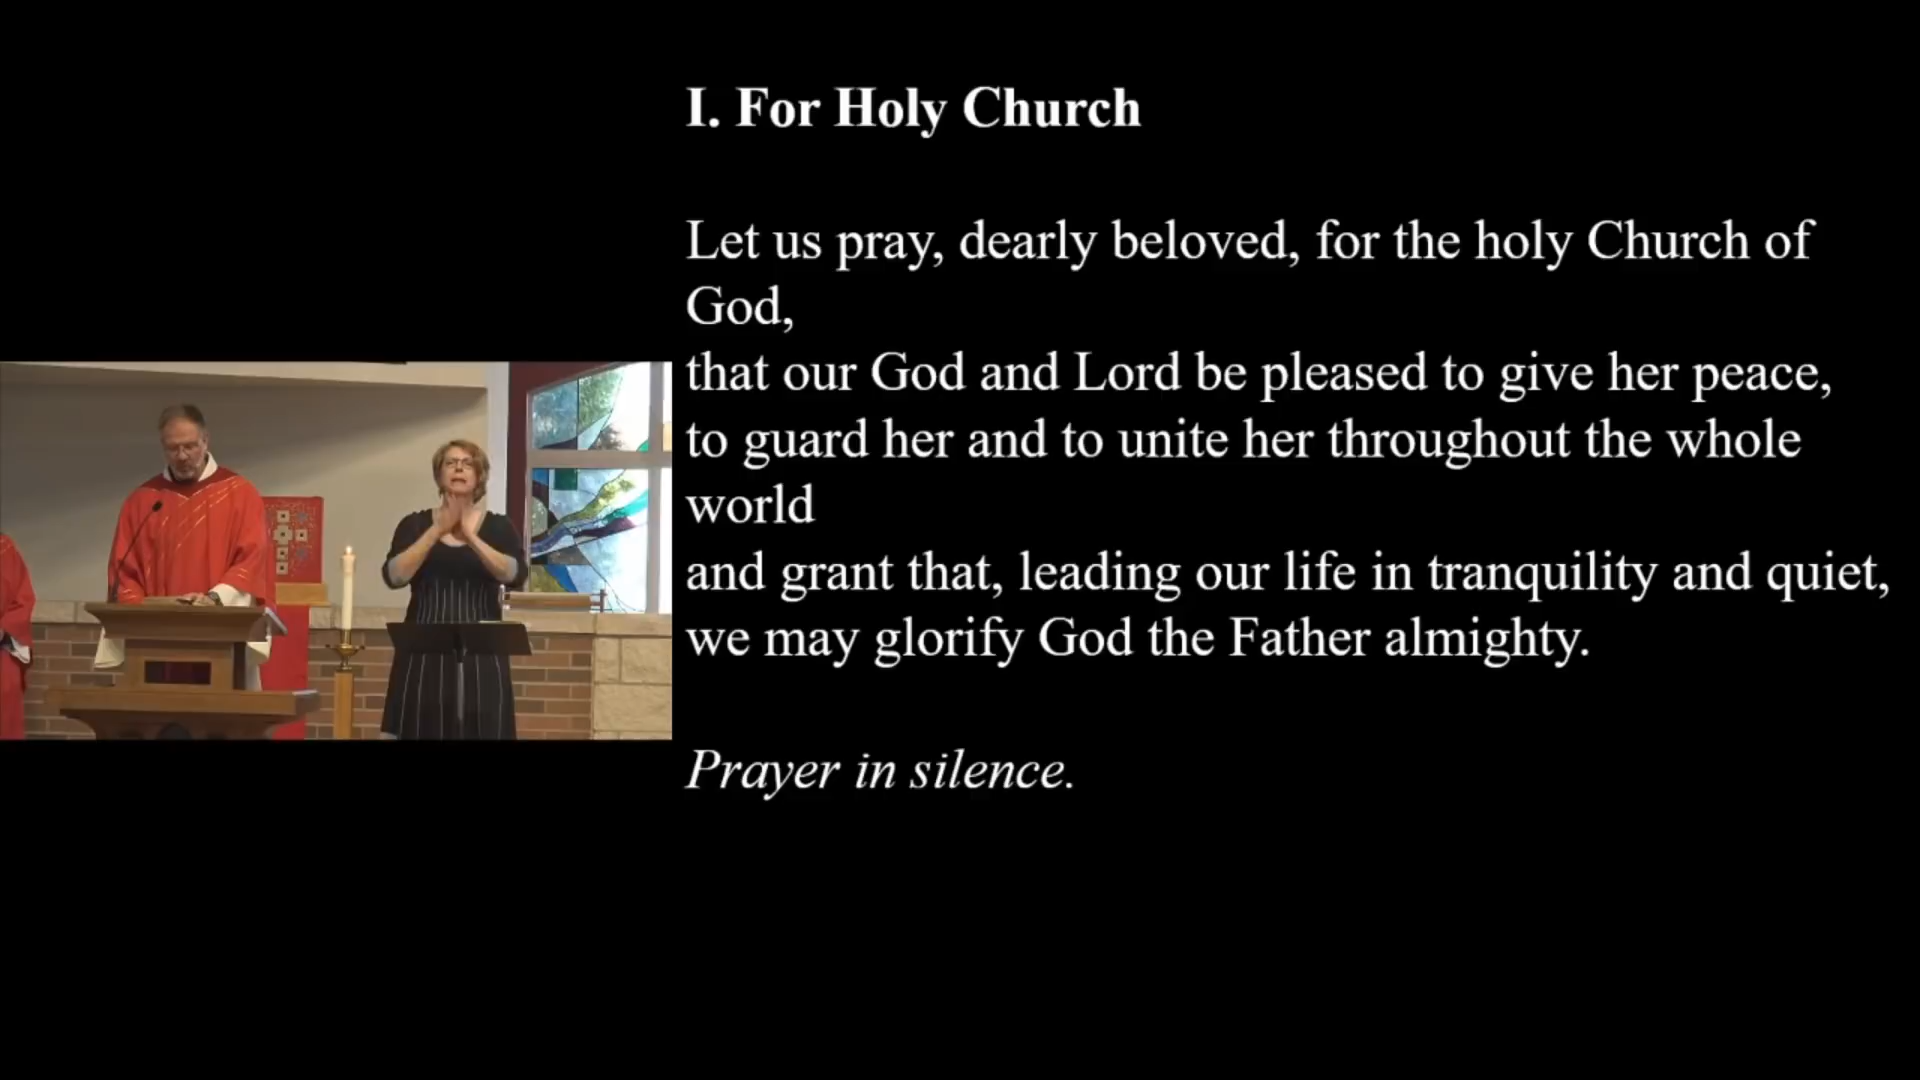 I. For Holy Church
Let us pray, dearly beloved, for the holy Church of
God,
that our God and Lord be pleased to give her peace,
to guard her and to unite her throughout the whole
world
and grant that, leading our life in tranquility and quiet,
we may glorify God the Father almighty.
Prayer in silence.